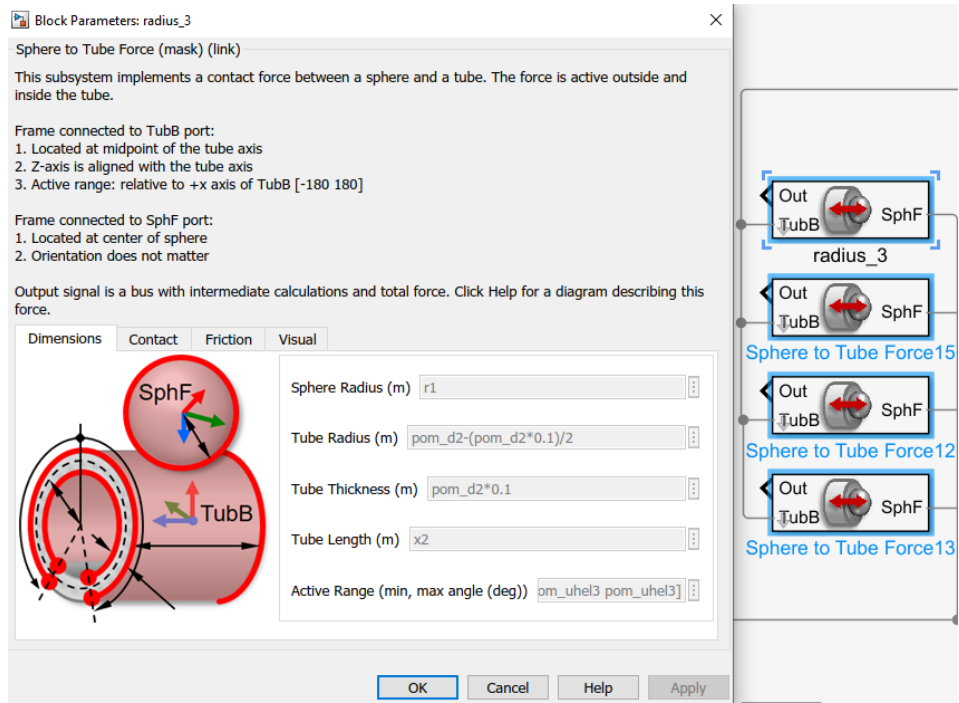 Block Parameters: radius_3
Sphere to Tube Force (mask) (link)
This subsystem implements a contact force between a sphere and a tube. The force is active outside and
inside the tube.
Frame connected to TubB port:
1. Located at midpoint of the tube axis
2. Z-axis is aligned with the tube axis
3. Active range: relative to +x axis of TubB [-180 180]
Frame connected to SphF port:
1. Located at center of sphere
2. Orientation does not matter
Output signal is a bus with intermediate calculations and total force. Click Help for a diagram describing this
force.
Dimensions Contact Friction Visual
SphF
TubB
Sphere Radius (m) r1
Tube Radius (m) pom_d2-(pom_d2*0.1)/2
Tube Thickness (m) pom_d2*0.1
Tube Length (m) x2
Active Range (min, max angle (deg)) om_uhel3 pom_uhel3]
OK Cancel Help Apply
Out
TubB SphF
radius_3
Out
TubB SphF
Sphere to Tube Force15
Out
TubB SphF
Sphere to Tube Force12
Out
TubB SphF
Sphere to Tube Force13